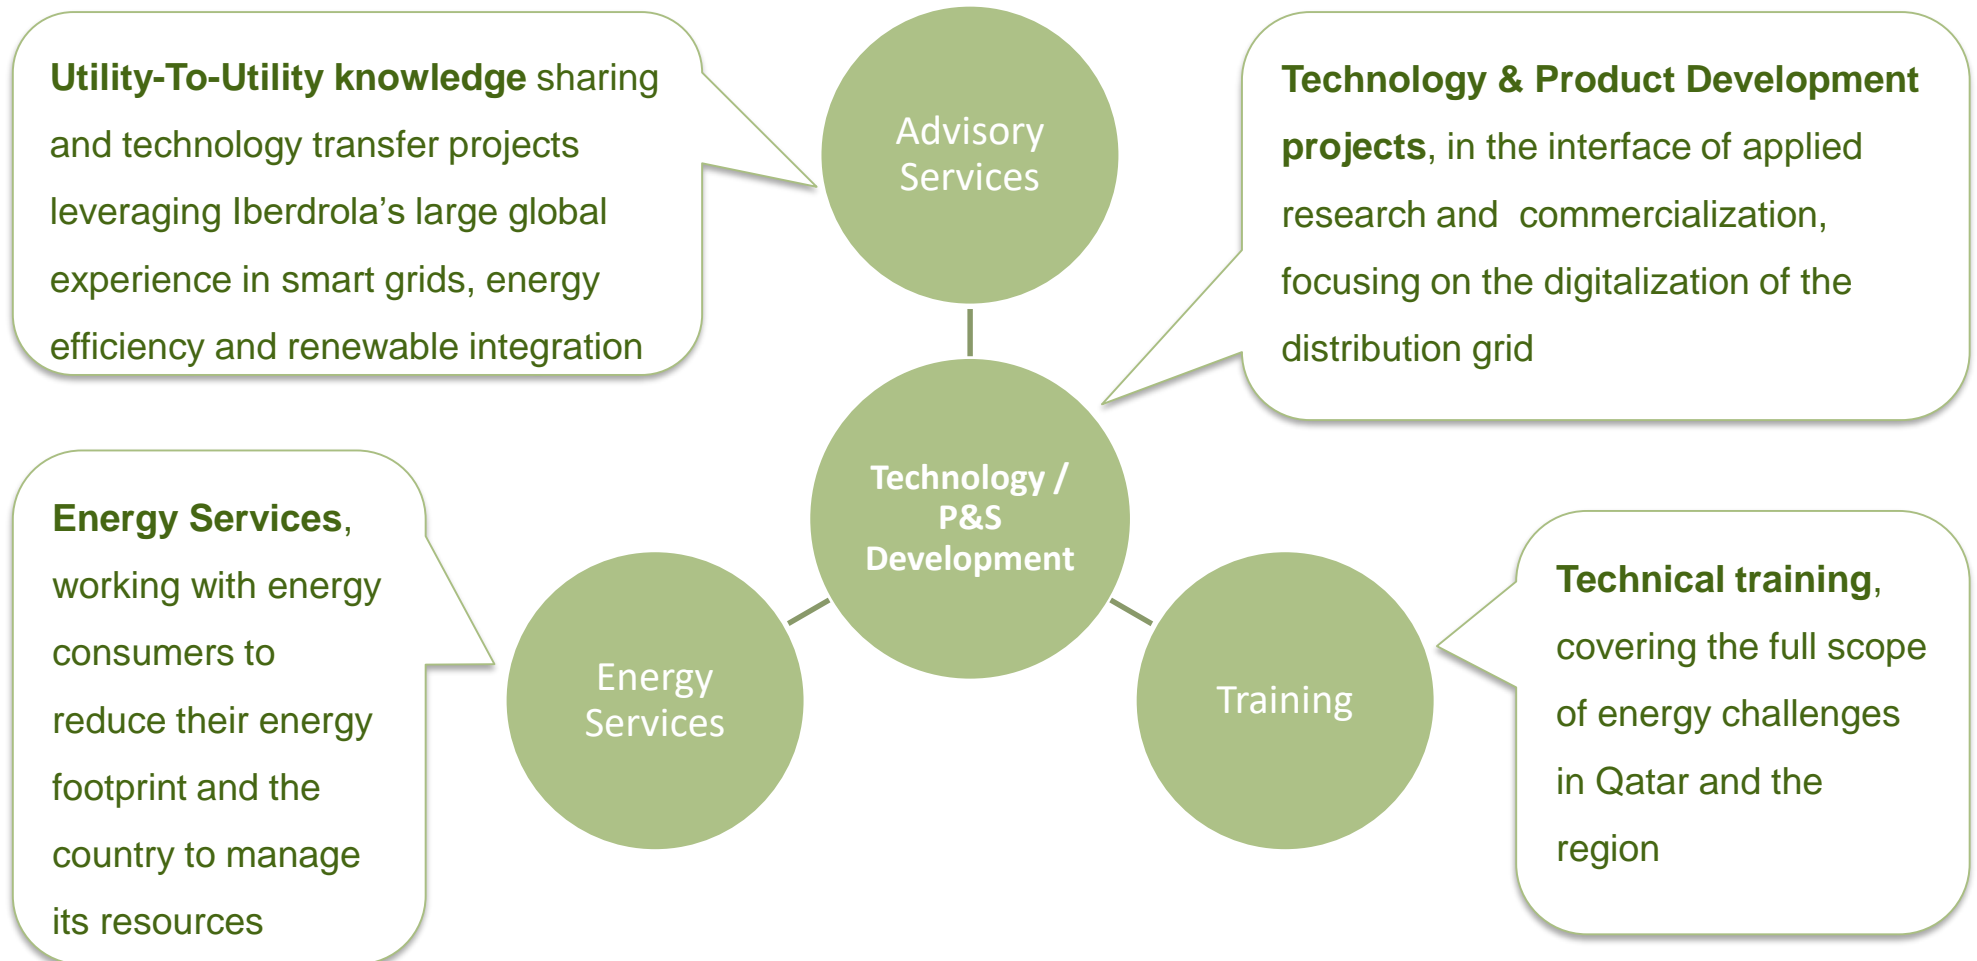 Utility-To-Utility knowledge sharing
and technology transfer projects
leveraging Iberdrola's large global
experience in smart grids, energy
efficiency and renewable integration
Advisory
Services
Technology & Product Development
projects, in the interface of applied
research and  commercialization,
focusing on the digitalization of the
distribution grid
Technology /
P&S
Development
Energy Services,
working with energy
consumers to
reduce their energy
footprint and the
country to manage
its resources
Energy
Services
Training
Technical training,
covering the full scope
of energy challenges
in Qatar and the
region